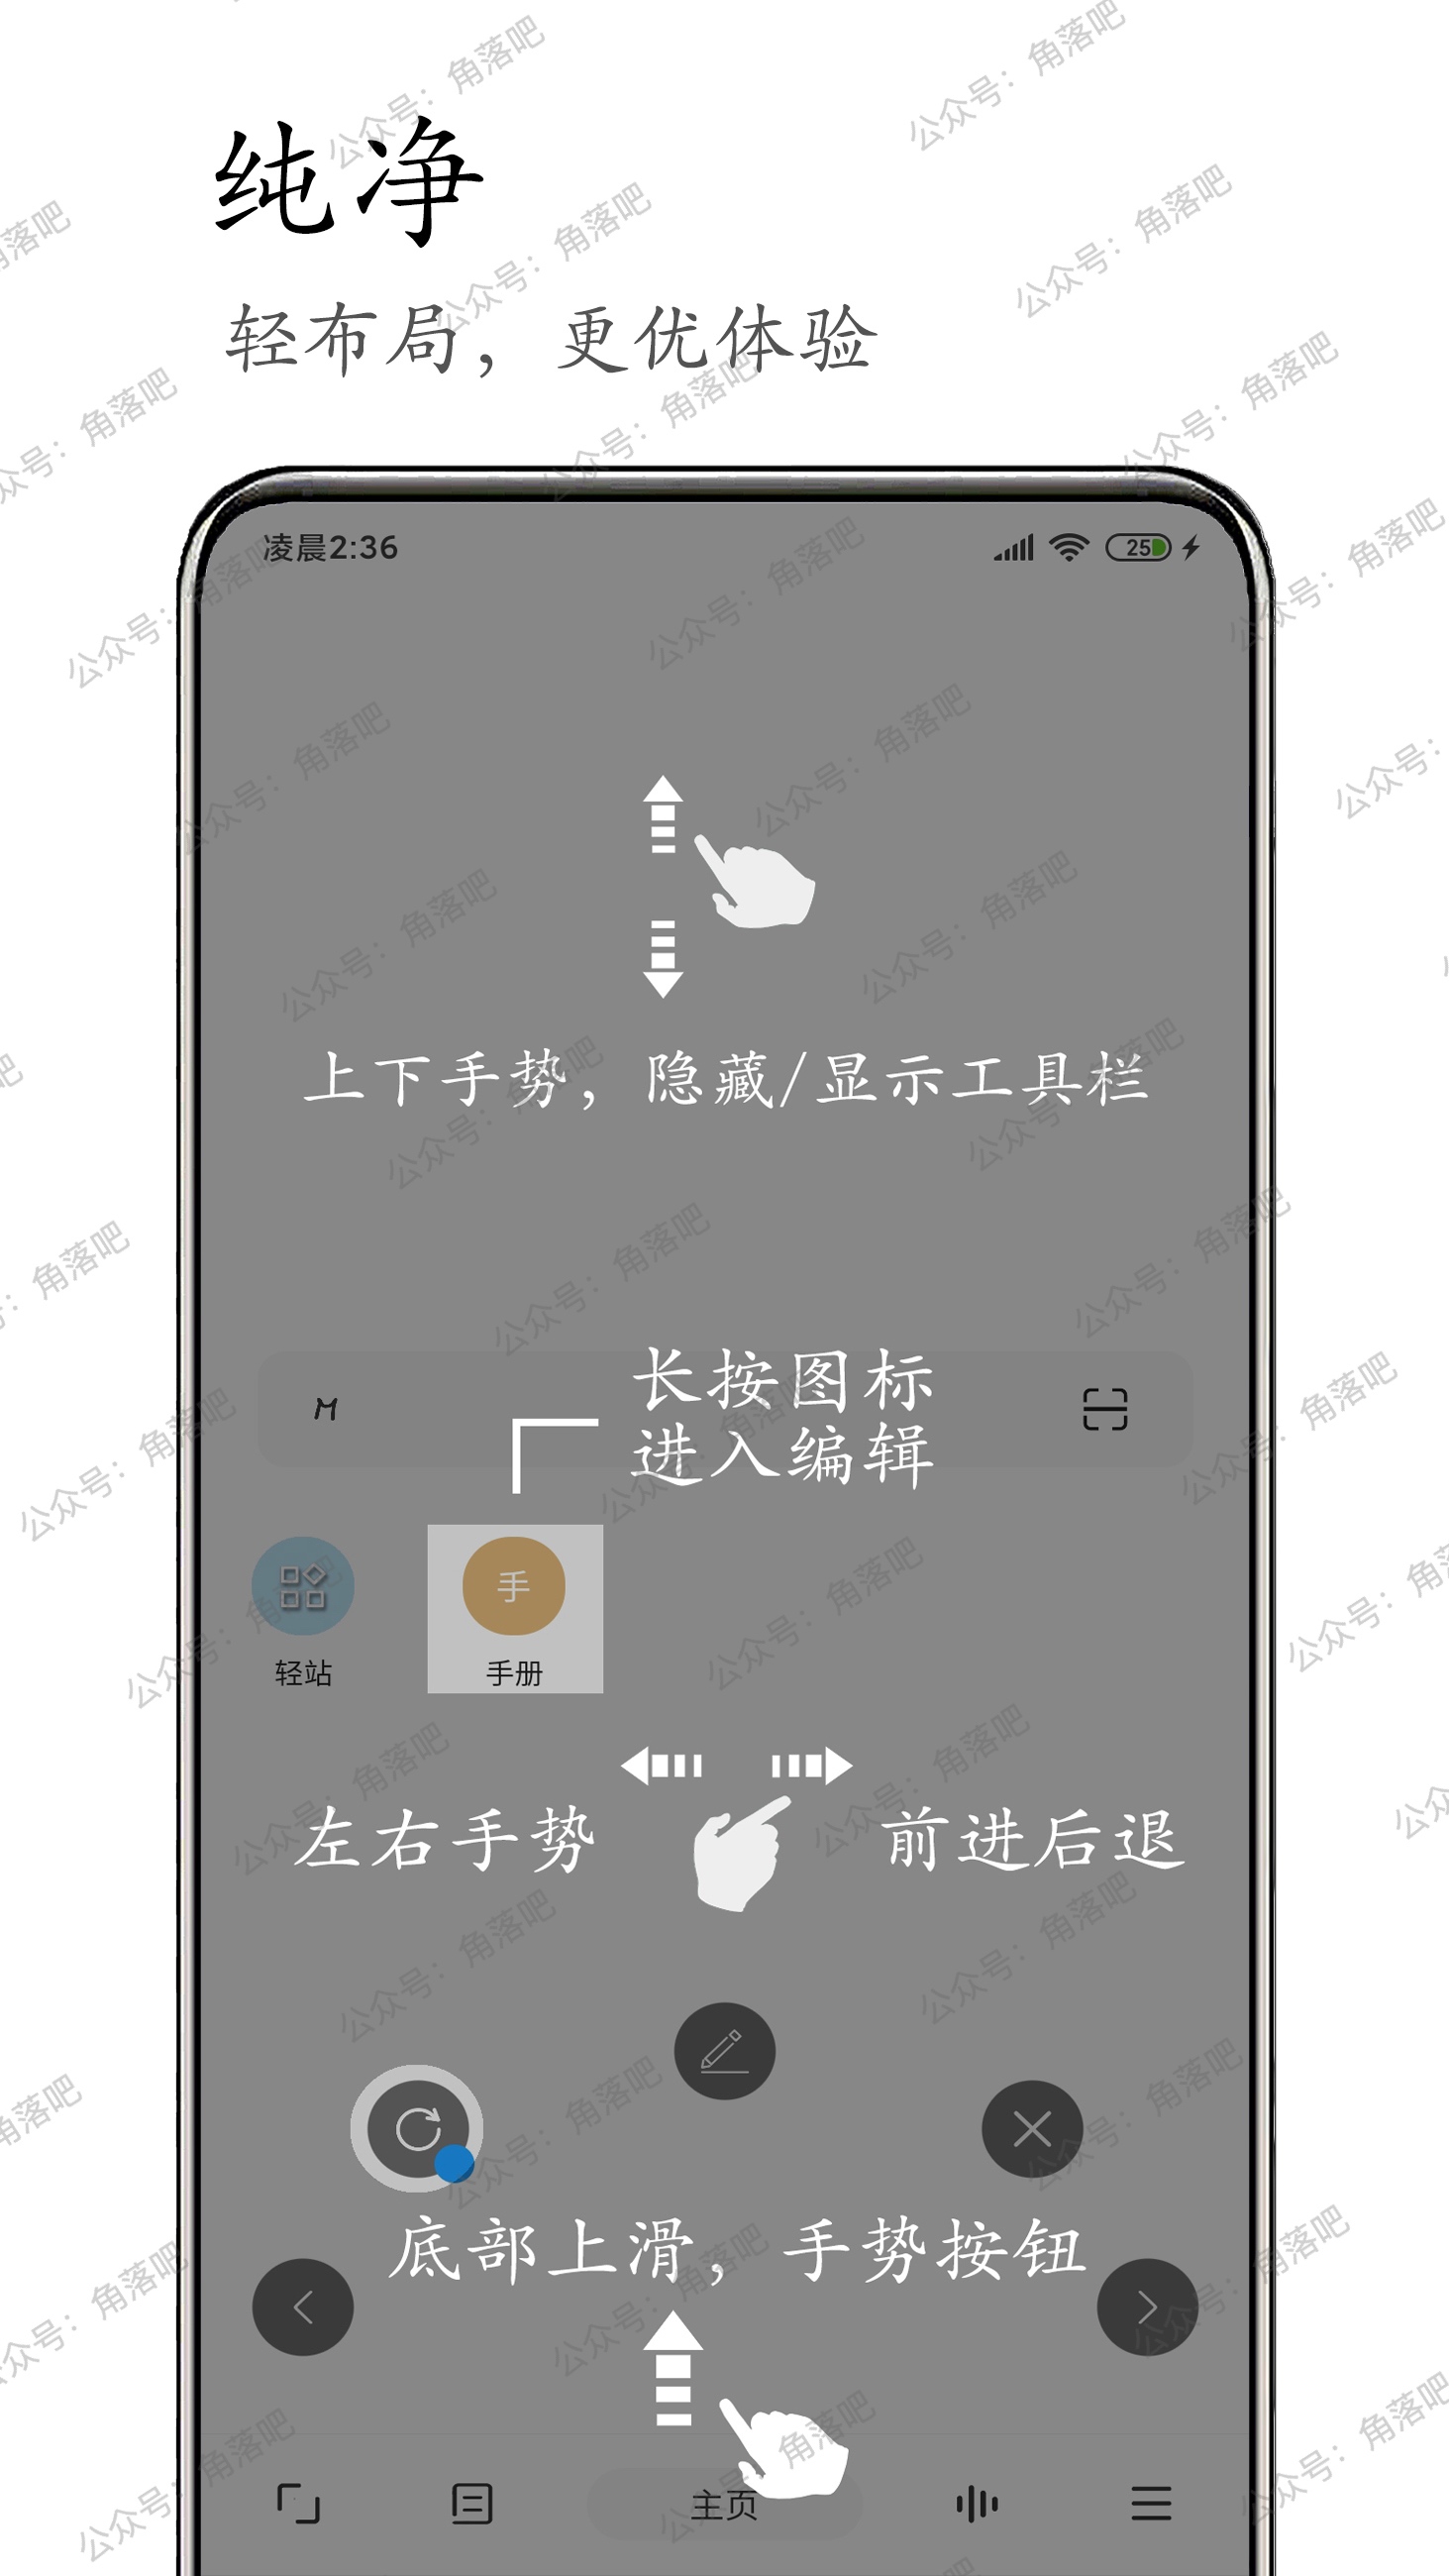 纯净
轻布局，更优体验
凌晨2:36
25
上下手势，隐藏/显示工具栏
长按图标
进入编辑
M
手
轻站
手册
左右手势
前进后退
底部上滑，手势按钮
主页
公众号：角落吧